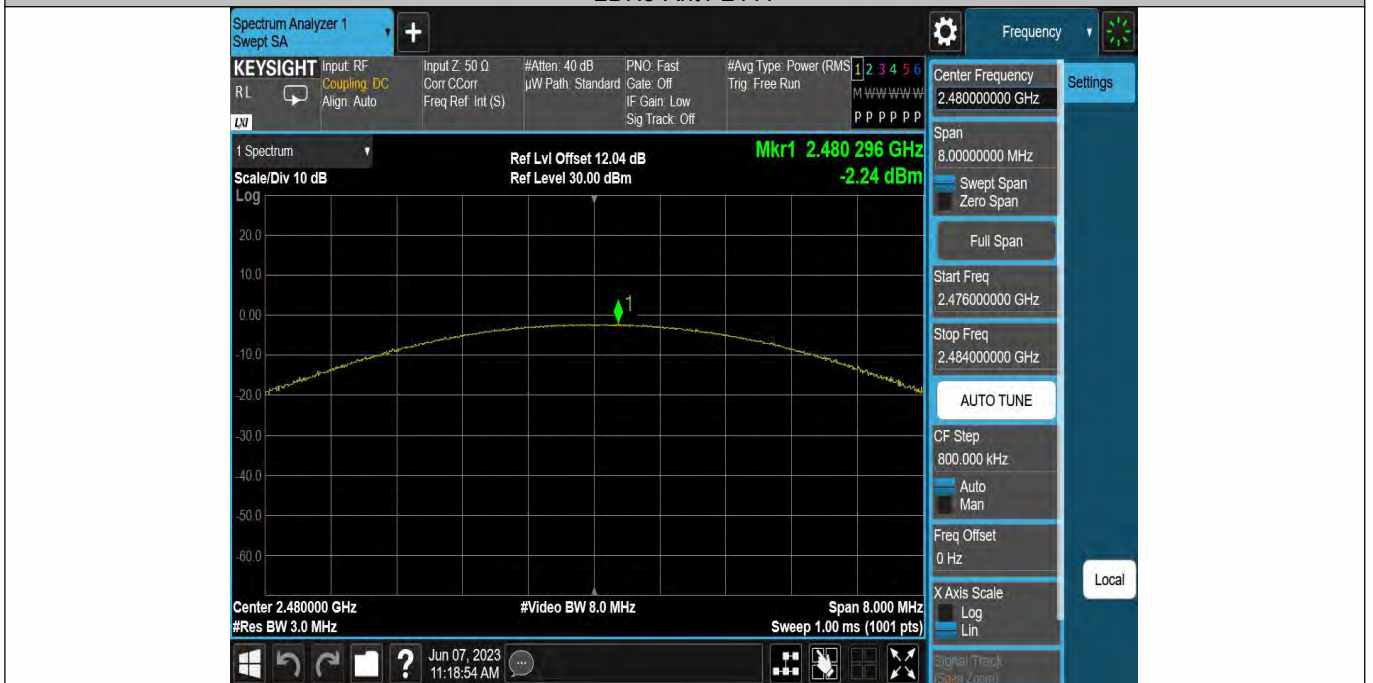 Spectrum Analyzer 1
Swept SA
+
Frequency
KEYSIGHT
RL
LXI
Input: RF
Coupling: DC
Align: Auto
Input Z: 50 Ω
Corr CCorr
Freq Ref: Int (S)
#Atten: 40 dB
µW Path: Standard
PNO: Fast
Gate: Off
IF Gain: Low
Sig Track: Off
#Avg Type: Power (RMS
Trig: Free Run
1 2 3 4 5 6
M W W W W W
P P P P P P
Center Frequency
2.480000000 GHz
Settings
Span
8.00000000 MHz
Swept Span
Zero Span
Full Span
Start Freq
2.476000000 GHz
Stop Freq
2.484000000 GHz
AUTO TUNE
CF Step
800.000 kHz
Auto
Man
Freq Offset
0 Hz
X Axis Scale
Log
Lin
Signal Track
(Span Zoom)
Local
1 Spectrum
Scale/Div 10 dB
Ref Lvl Offset 12.04 dB
Ref Level 30.00 dBm
Mkr1 2.480 296 GHz
-2.24 dBm
Log
20.0
10.0
0.00
-10.0
-20.0
-30.0
-40.0
-50.0
-60.0
1
Center 2.480000 GHz
#Res BW 3.0 MHz
#Video BW 8.0 MHz
Span 8.000 MHz
Sweep 1.00 ms (1001 pts)
?
Jun 07, 2023
11:18:54 AM